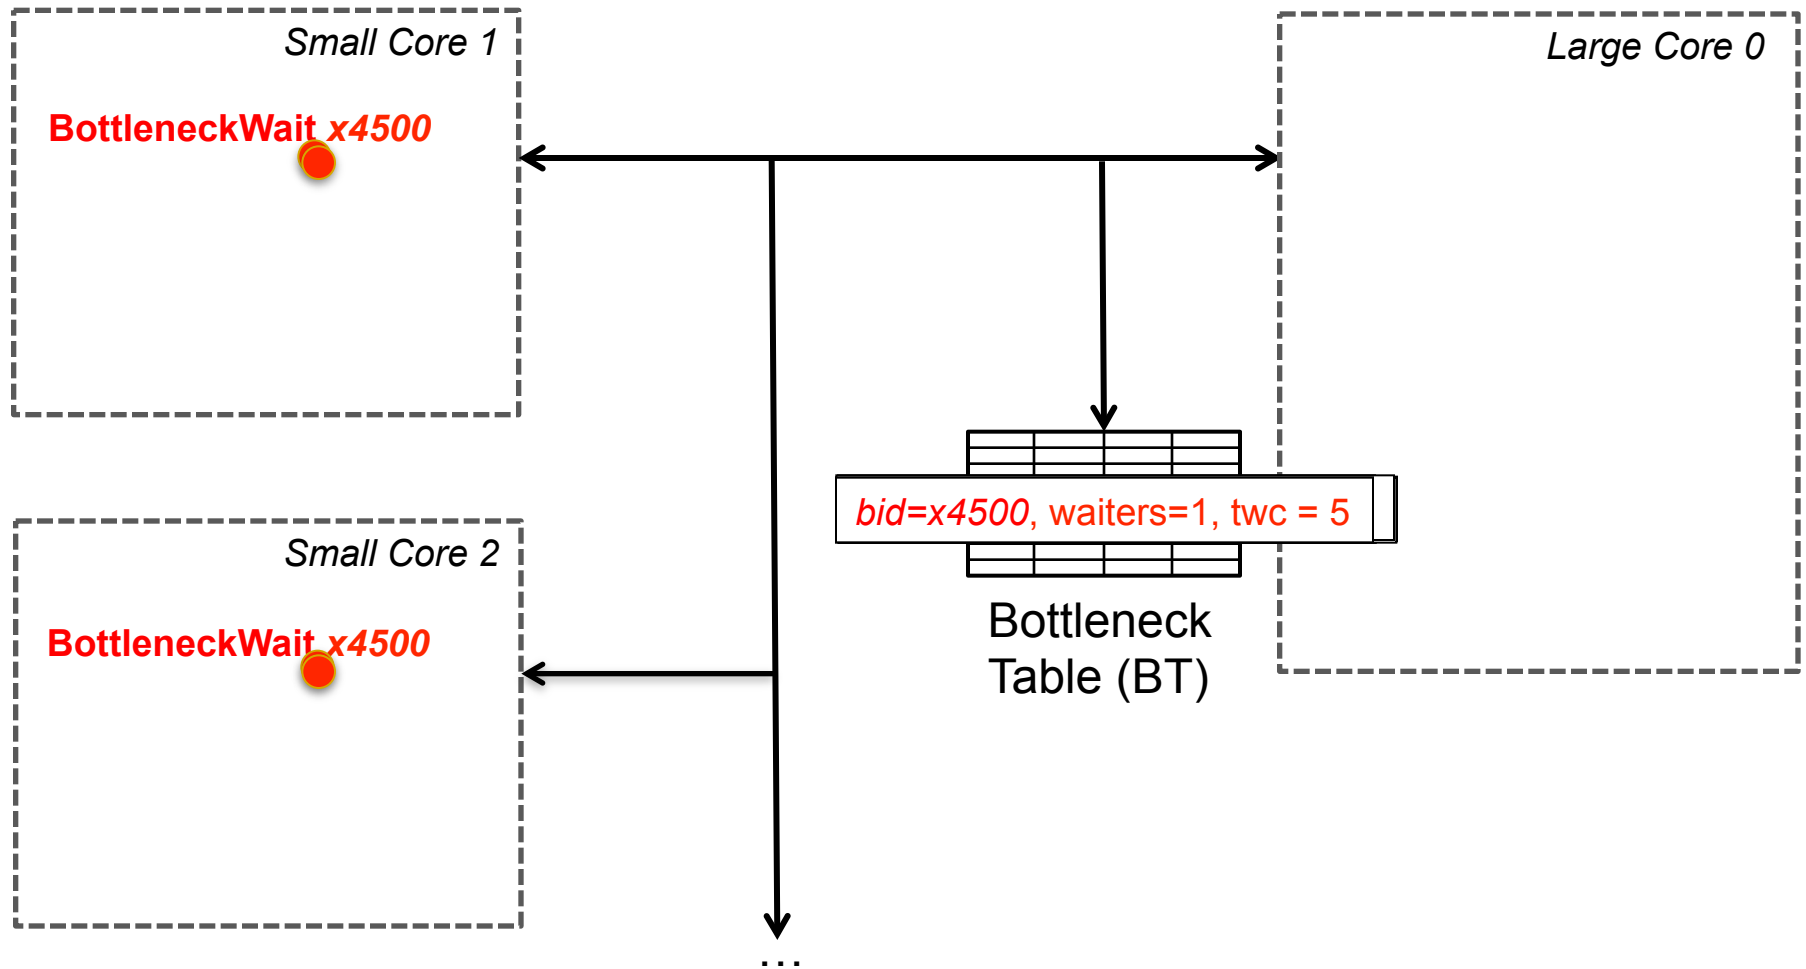 Small Core 1
Large Core 0
BottleneckWait x4500
bid=x4500, waiters=1, twc = 5
Small Core 2
Bottleneck
Table (BT)
BottleneckWait x4500
...